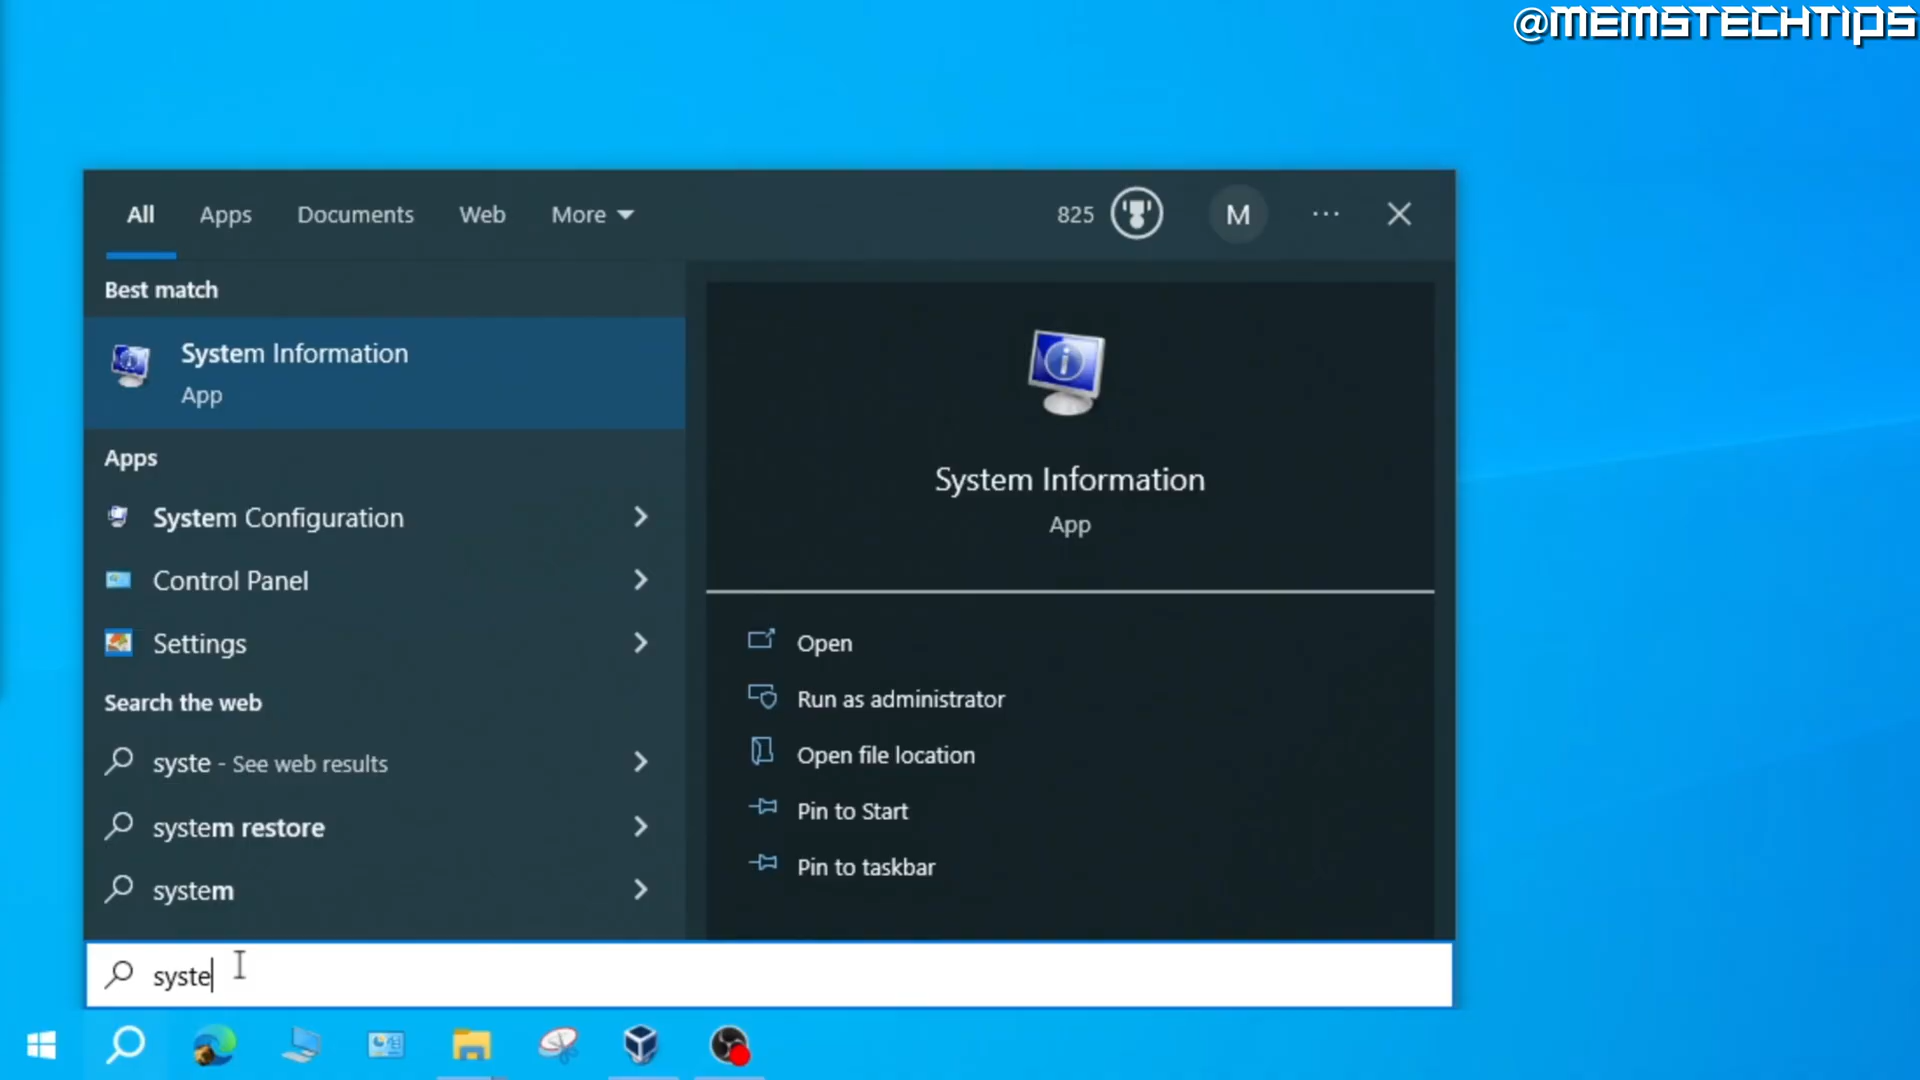 @MEMSTECHTIPS
All Apps Documents Web More 825 M ...
Best match
System Information
App
Apps
System Configuration
Control Panel
Settings
Search the web
syste - See web results
system restore
system
syste
System Information
App
Open
Run as administrator
Open file location
Pin to Start
Pin to taskbar